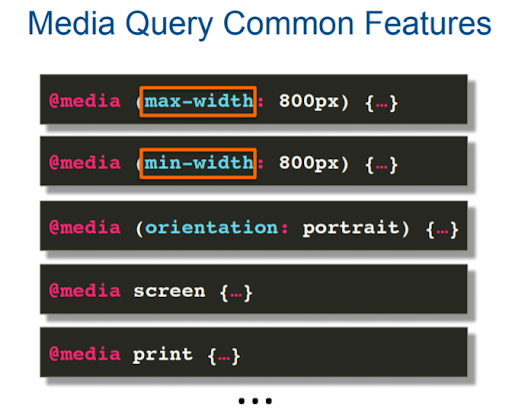 Media Query Common Features
@media (max-width: 800px) {…}
@media (min-width: 800px) {…}
@media (orientation: portrait) {…}
@media screen {…}
@media print {…}
...